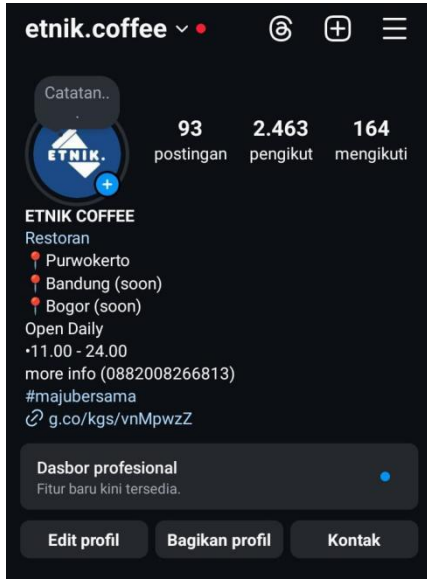 etnik.coffee
Catatan..
.
93 2.463 164
postingan pengikut mengikuti
ETNIK.
ETNIK COFFEE
Restoran
📍Purwokerto
📍Bandung (soon)
📍Bogor (soon)
Open Daily
•11.00 - 24.00
more info (0882008266813)
#majubersama
g.co/kgs/vnMpwzZ
Dasbor profesional
Fitur baru kini tersedia.
Edit profil Bagikan profil Kontak